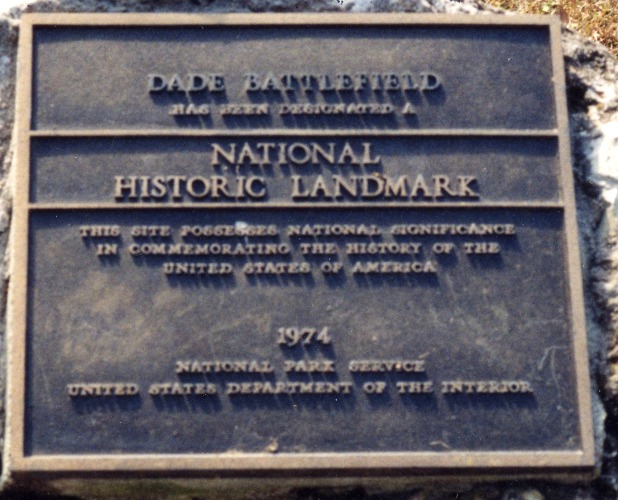 DADE BATTLEFIELD
HAS BEEN DESIGNATED A
NATIONAL
HISTORIC LANDMARK
THIS SITE POSSESSES NATIONAL SIGNIFICANCE
IN COMMEMORATING THE HISTORY OF THE
UNITED STATES OF AMERICA
1974
NATIONAL PARK SERVICE
UNITED STATES DEPARTMENT OF THE INTERIOR